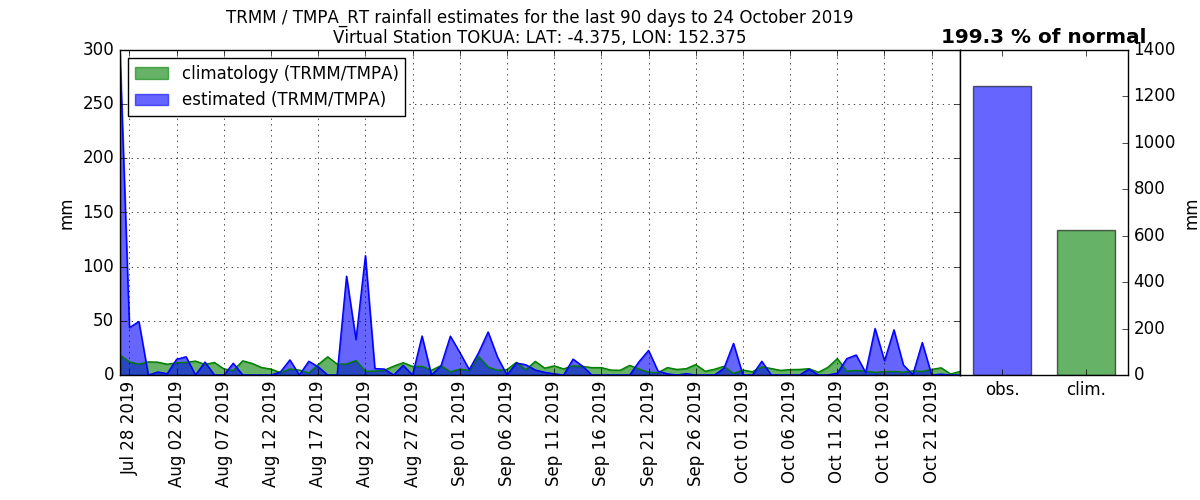 TRMM / TMPA_RT rainfall estimates for the last 90 days to 24 October 2019
Virtual Station TOKUA: LAT: -4.375, LON: 152.375
199.3 % of normal
climatology (TRMM/TMPA)
estimated (TRMM/TMPA)
300
250
200
150
100
50
0
mm
Jul 28 2019
Aug 02 2019
Aug 07 2019
Aug 12 2019
Aug 17 2019
Aug 22 2019
Aug 27 2019
Sep 01 2019
Sep 06 2019
Sep 11 2019
Sep 16 2019
Sep 21 2019
Sep 26 2019
Oct 01 2019
Oct 06 2019
Oct 11 2019
Oct 16 2019
Oct 21 2019
1400
1200
1000
800
600
400
200
0
mm
obs.
clim.